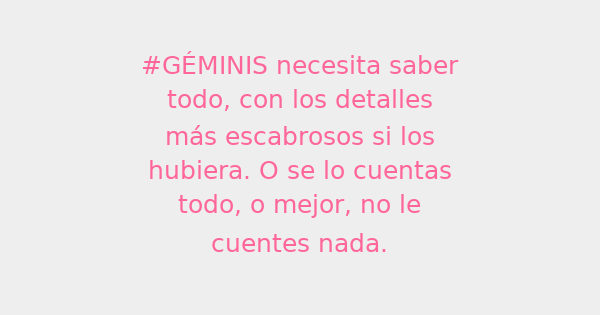 #GÉMINIS necesita saber
todo, con los detalles
más escabrosos si los
hubiera. O se lo cuentas
todo, o mejor, no le
cuentes nada.